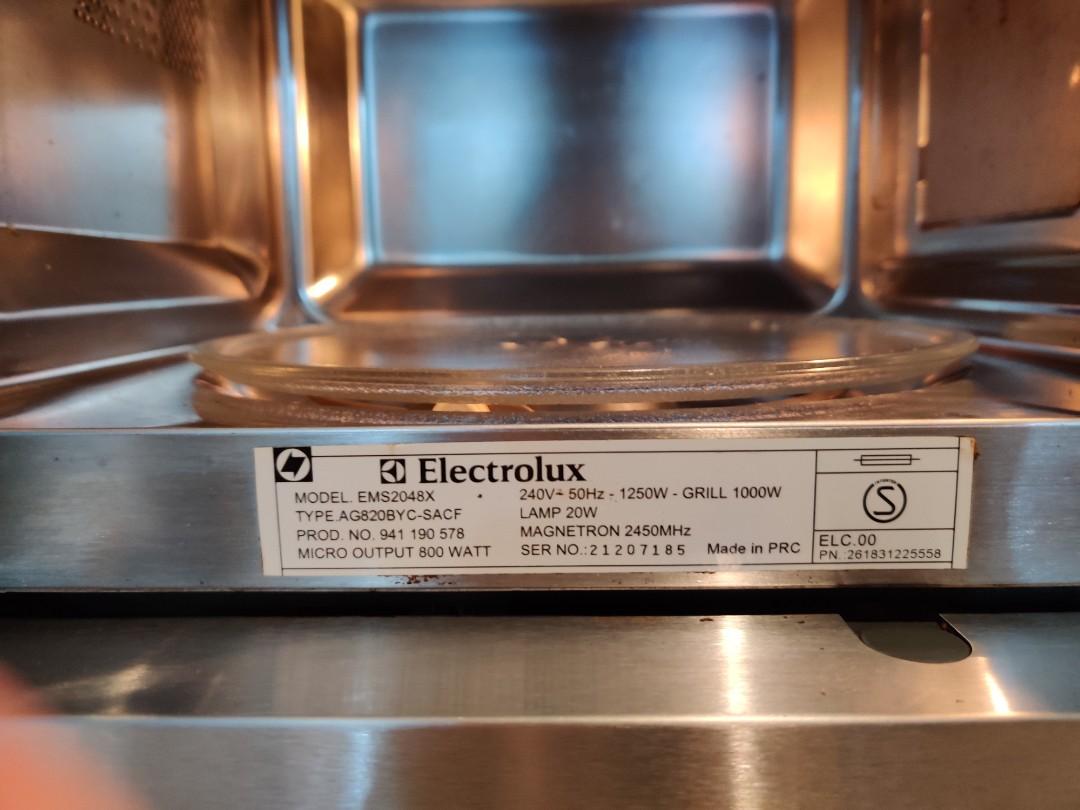 Electrolux
MODEL. EMS2048X
TYPE.AG820BYC-SACF
PROD. NO. 941 190 578
MICRO OUTPUT 800 WATT
240V~ 50Hz - 1250W - GRILL 1000W
LAMP 20W
MAGNETRON 2450MHz
SER NO.:21207185 Made in PRC
S
ELC.00
PN.:261831225558